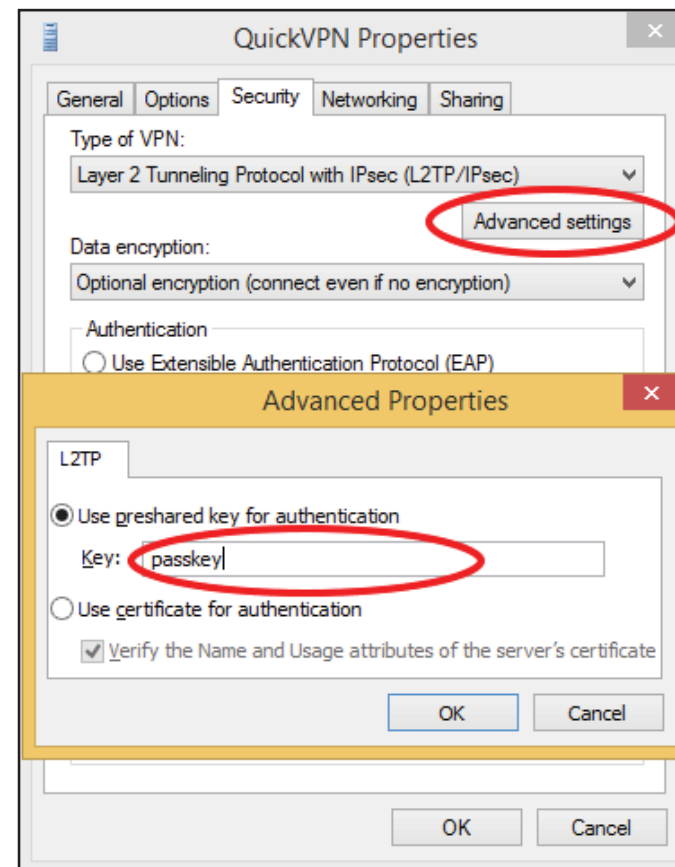 QuickVPN Properties
General Options Security Networking Sharing
Type of VPN:
Layer 2 Tunneling Protocol with IPsec (L2TP/IPsec)
Advanced settings
Data encryption:
Optional encryption (connect even if no encryption)
Authentication
Use Extensible Authentication Protocol (EAP)
Advanced Properties
L2TP
Use preshared key for authentication
Key: passkey
Use certificate for authentication
Verify the Name and Usage attributes of the server's certificate
OK Cancel
OK Cancel